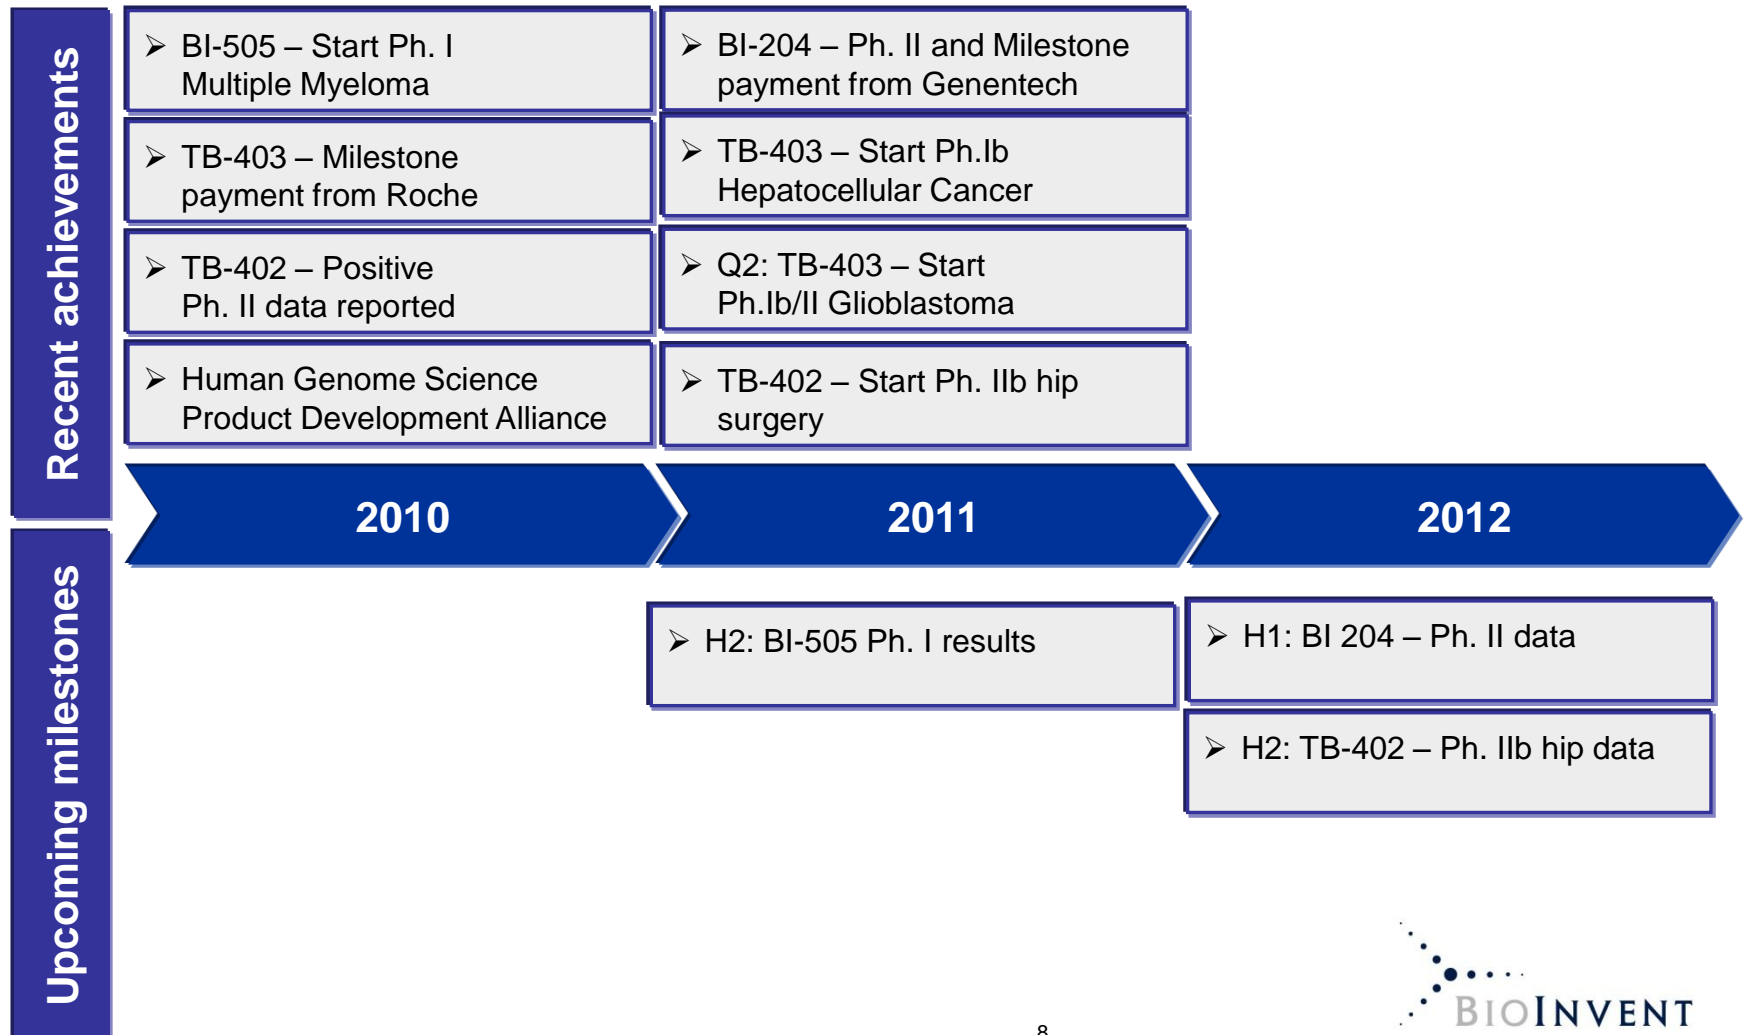 Recent achievements
➢ BI-505 – Start Ph. I
Multiple Myeloma
➢ TB-403 – Milestone
payment from Roche
➢ TB-402 – Positive
Ph. II data reported
➢ Human Genome Science
Product Development Alliance
➢ BI-204 – Ph. II and Milestone
payment from Genentech
➢ TB-403 – Start Ph.Ib
Hepatocellular Cancer
➢ Q2: TB-403 – Start
Ph.Ib/II Glioblastoma
➢ TB-402 – Start Ph. IIb hip
surgery
2010
2011
2012
Upcoming milestones
➢ H2: BI-505 Ph. I results
➢ H1: BI 204 – Ph. II data
➢ H2: TB-402 – Ph. IIb hip data
BIOINVENT
8